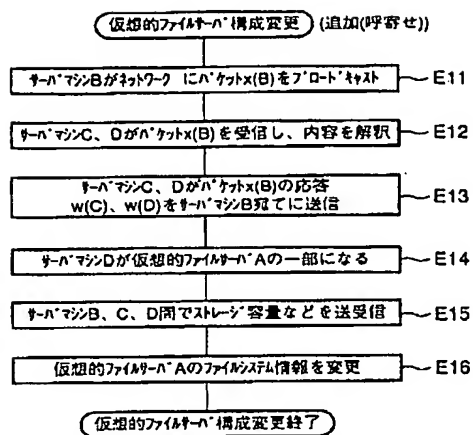 仮想的ファイルサーバ構成変更 (追加(呼寄せ))
サーバマシンBがネットワーク にパケットx(B)をブロードキャスト E11
サーバマシンC、Dがパケットx(B)を受信し、内容を解釈 E12
サーバマシンC、Dがパケットx(B)の応答
w(C)、w(D)をサーバマシンB宛てに送信 E13
サーバマシンDが仮想的ファイルサーバAの一部になる E14
サーバマシンB、C、D間でストレージ容量などを送受信 E15
仮想的ファイルサーバAのファイルシステム情報を変更 E16
仮想的ファイルサーバ構成変更終了